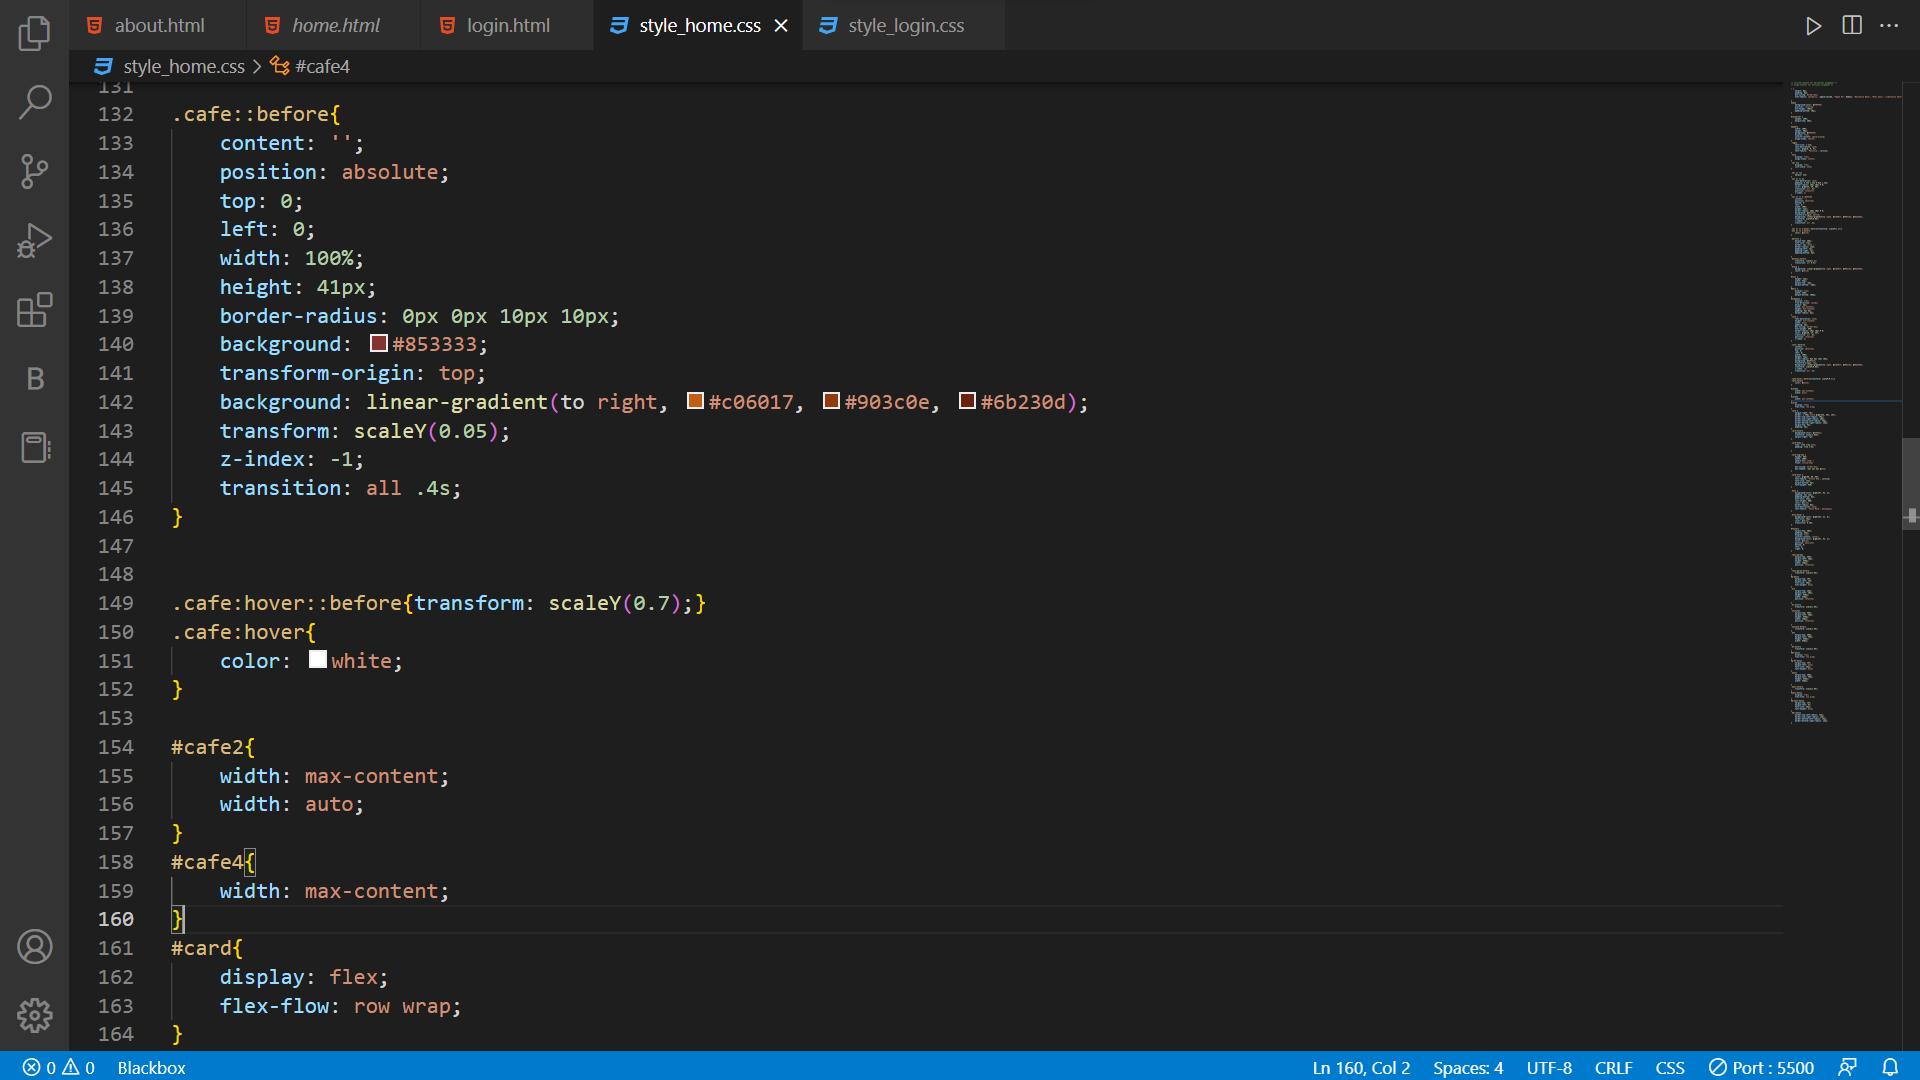 about.html home.html login.html style_home.css style_login.css
style_home.css #cafe4
131
132 .cafe::before{
133 content: '';
134 position: absolute;
135 top: 0;
136 left: 0;
137 width: 100%;
138 height: 41px;
139 border-radius: 0px 0px 10px 10px;
140 background: #853333;
141 transform-origin: top;
142 background: linear-gradient(to right, #c06017, #903c0e, #6b230d);
143 transform: scaleY(0.05);
144 z-index: -1;
145 transition: all .4s;
146 }
147
148
149 .cafe:hover::before{transform: scaleY(0.7);}
150 .cafe:hover{
151 color: white;
152 }
153
154 #cafe2{
155 width: max-content;
156 width: auto;
157 }
158 #cafe4{
159 width: max-content;
160 }
161 #card{
162 display: flex;
163 flex-flow: row wrap;
164 }
B
0 0 Blackbox Ln 160, Col 2 Spaces: 4 UTF-8 CRLF CSS Port : 5500